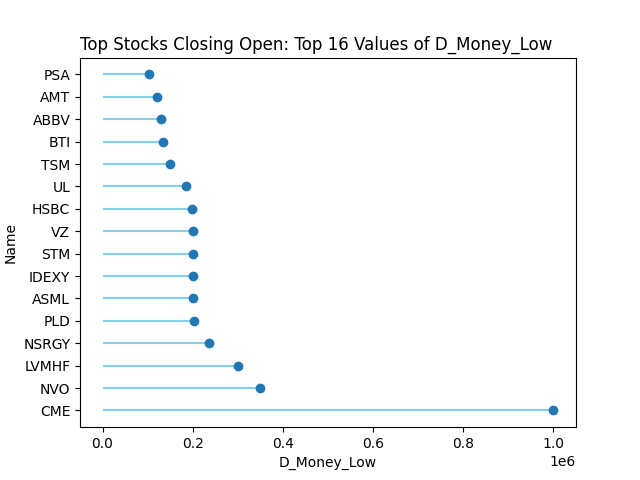 Top Stocks Closing Open: Top 16 Values of D_Money_Low
PSA
AMT
ABBV
BTI
TSM
UL
HSBC
VZ
STM
IDEXY
ASML
PLD
NSRGY
LVMHF
NVO
CME
Name
0.0 0.2 0.4 0.6 0.8 1.0
1e6
D_Money_Low